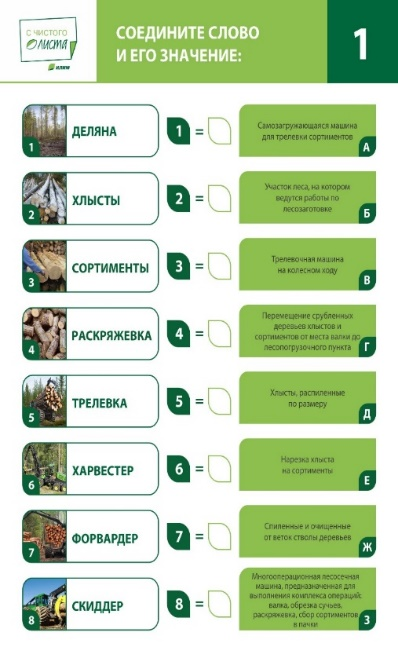 С ЧИСТОГО
ЛИСТА
ИЛИМ
СОЕДИНИТЕ СЛОВО
И ЕГО ЗНАЧЕНИЕ:
1
1
ДЕЛЯНА
1 =
Самозагружающаяся машина
для трелевки сортиментов
А
2
ХЛЫСТЫ
2 =
Участок леса, на котором
ведутся работы по
лесозаготовке
Б
3
СОРТИМЕНТЫ
3 =
Трелевочная машина
на колесном ходу
В
4
РАСКРЯЖЕВКА
4 =
Перемещение срубленных
деревьев хлыстов и
сортиментов от места валки до
лесопогрузочного пункта
Г
5
ТРЕЛЕВКА
5 =
Хлысты, распиленные
по размеру
Д
6
ХАРВЕСТЕР
6 =
Нарезка хлыста
на сортименты
Е
7
ФОРВАРДЕР
7 =
Спиленные и очищенные
от веток стволы деревьев
Ж
8
СКИДДЕР
8 =
Многооперационная лесосечная
машина, предназначенная для
выполнения комплекса операций:
валка, обрезка сучьев,
раскряжевка, сбор сортиментов
в пачки
З